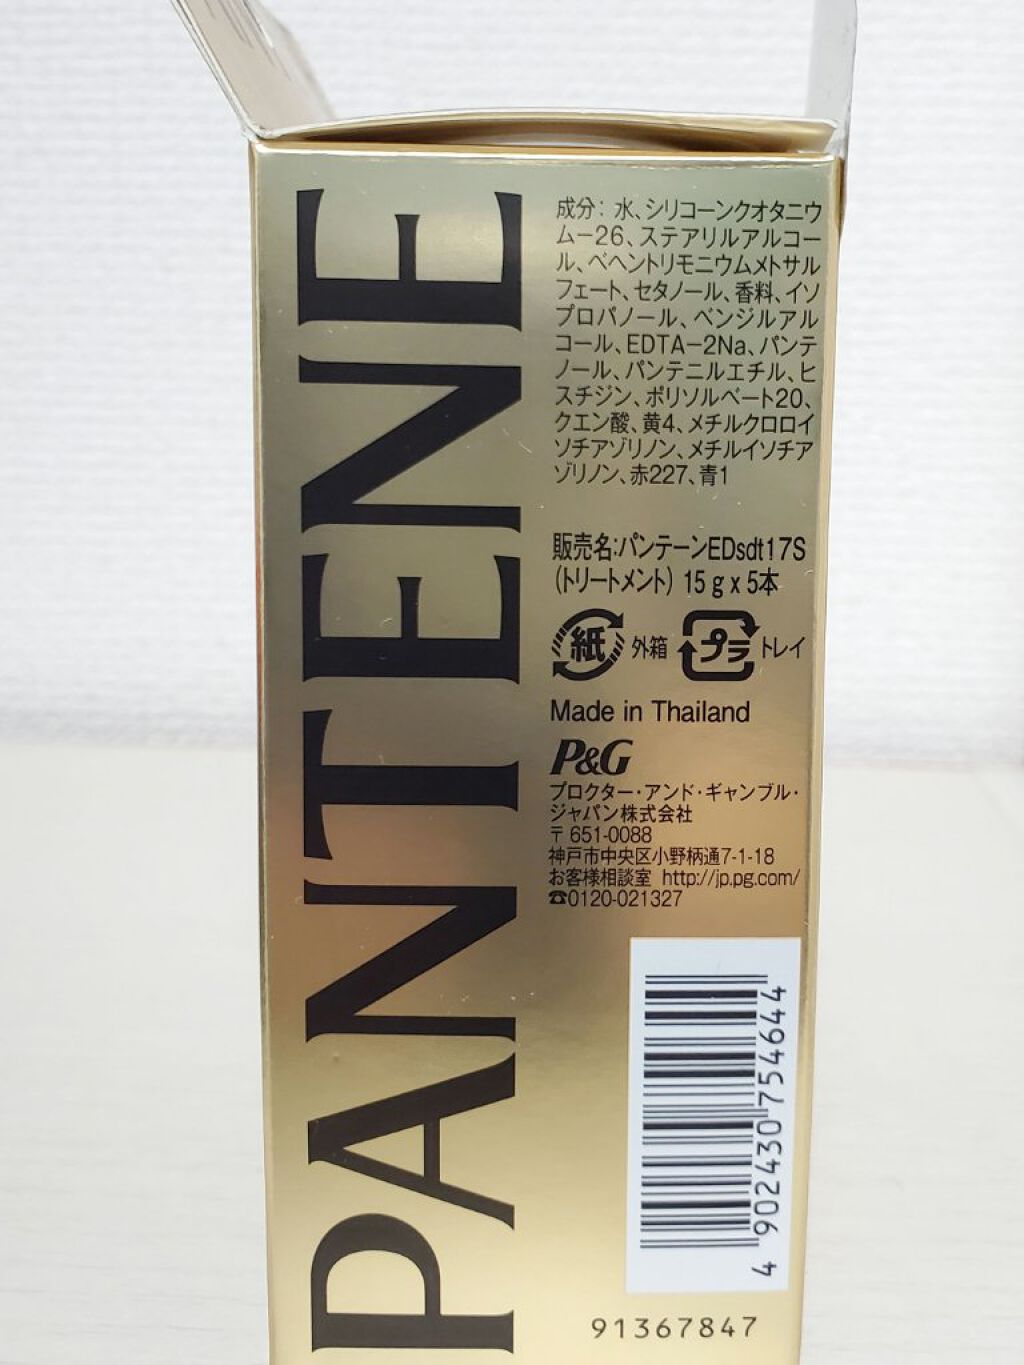 PANTENE
成分：水、シリコーンクオタニウ
ムー26、ステアリルアルコー
ル、ベヘントリモニウムメトサル
フェート、セタノール、香料、イソ
プロパノール、ベンジルアル
コール、EDTA－2Na、パンテ
ノール、パンテニルエチル、ヒ
スチジン、ポリソルベート20、
クエン酸、黄4、メチルクロロイ
ソチアゾリノン、メチルイソチア
ゾリノン、赤227、青1
販売名:パンテーンEDsdt17S
(トリートメント) 15 g x 5本
紙 外箱 プラ トレイ
Made in Thailand
P&G
プロクター・アンド・ギャンブル・
ジャパン株式会社
〒651-0088
神戸市中央区小野柄通7-1-18
お客様相談室 http://jp.pg.com/
☎0120-021327
4 902430 754644
91367847